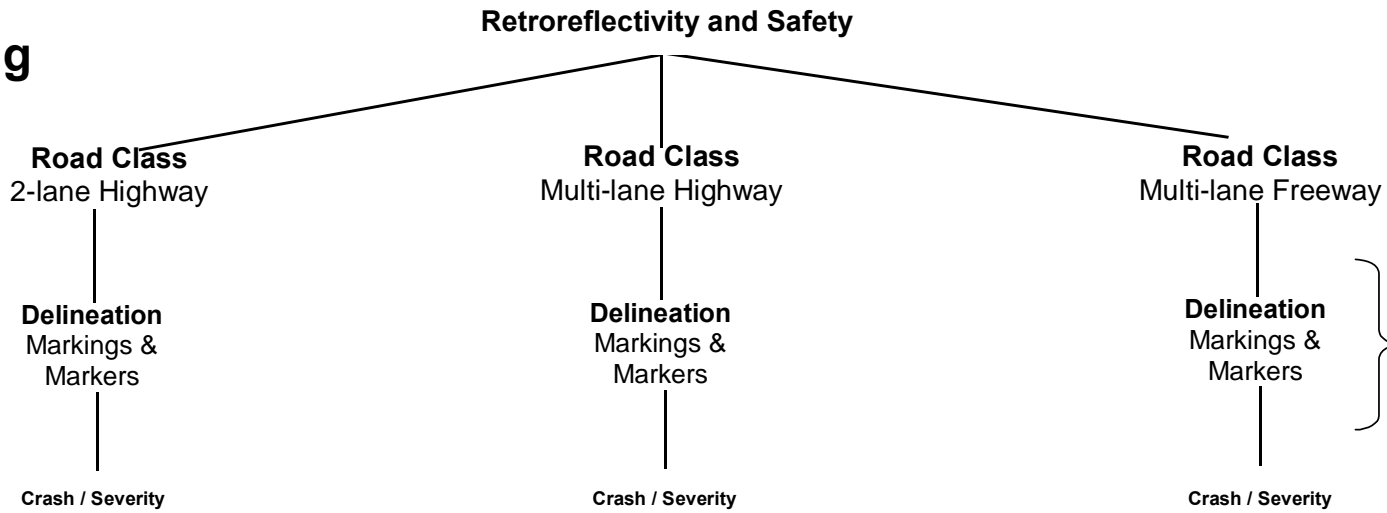 Retroreflectivity and Safety
g
Road Class
2-lane Highway
Road Class
Multi-lane Highway
Road Class
Multi-lane Freeway
Delineation
Markings &
Markers
Delineation
Markings &
Markers
Delineation
Markings &
Markers
Crash / Severity
Crash / Severity
Crash / Severity